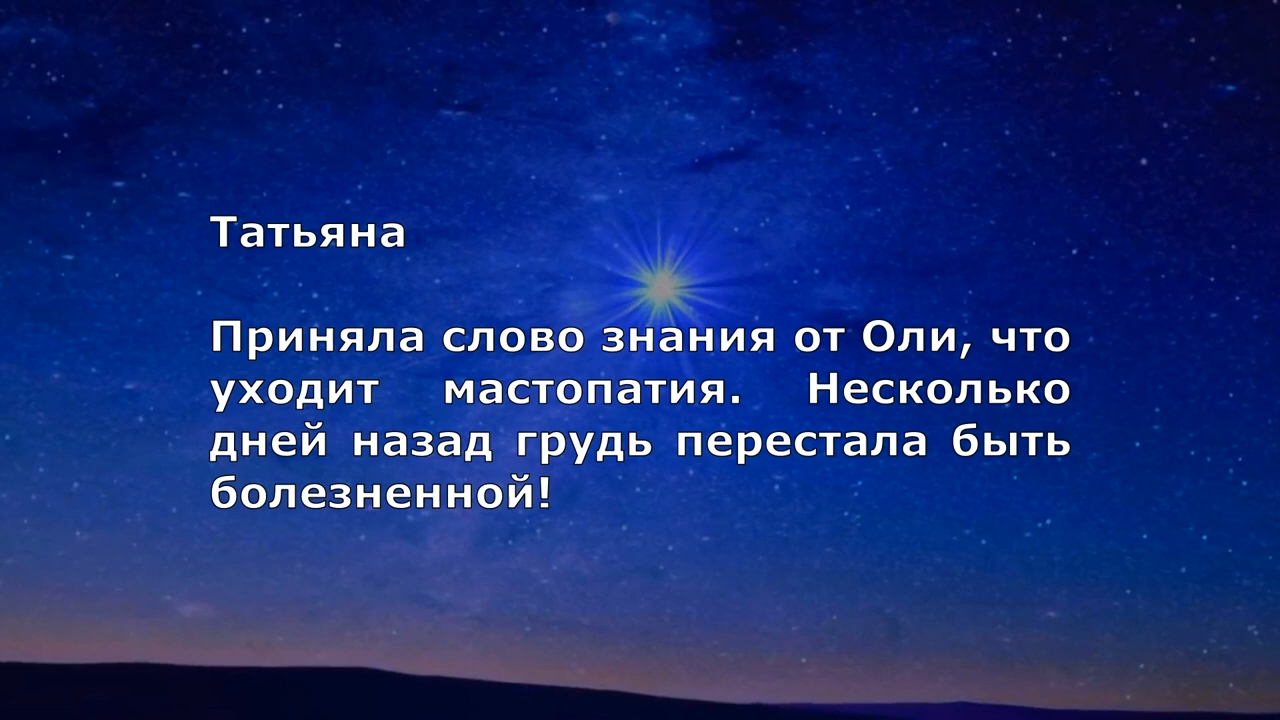 Татьяна
Приняла слово знания от Оли, что
уходит мастопатия. Несколько
дней назад грудь перестала быть
болезненной!